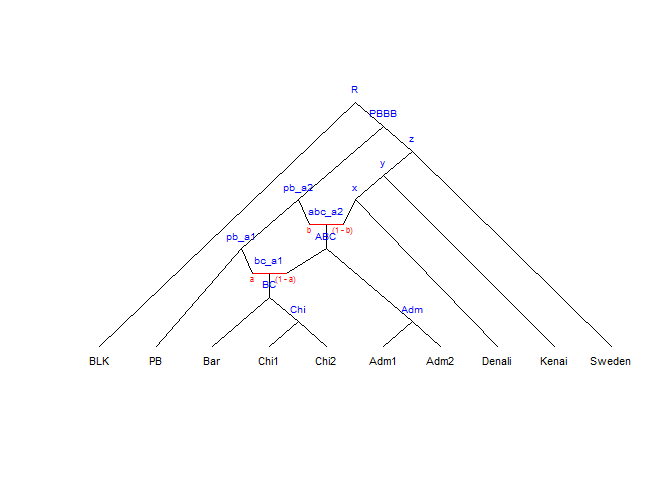 R
PBBB
z
y
pb_a2
x
abc_a2
b
(1 - b)
pb_a1
ABC
bc_a1
a
(1 - a)
BC
Chi
Adm
BLK
PB
Bar
Chi1
Chi2
Adm1
Adm2
Denali
Kenai
Sweden